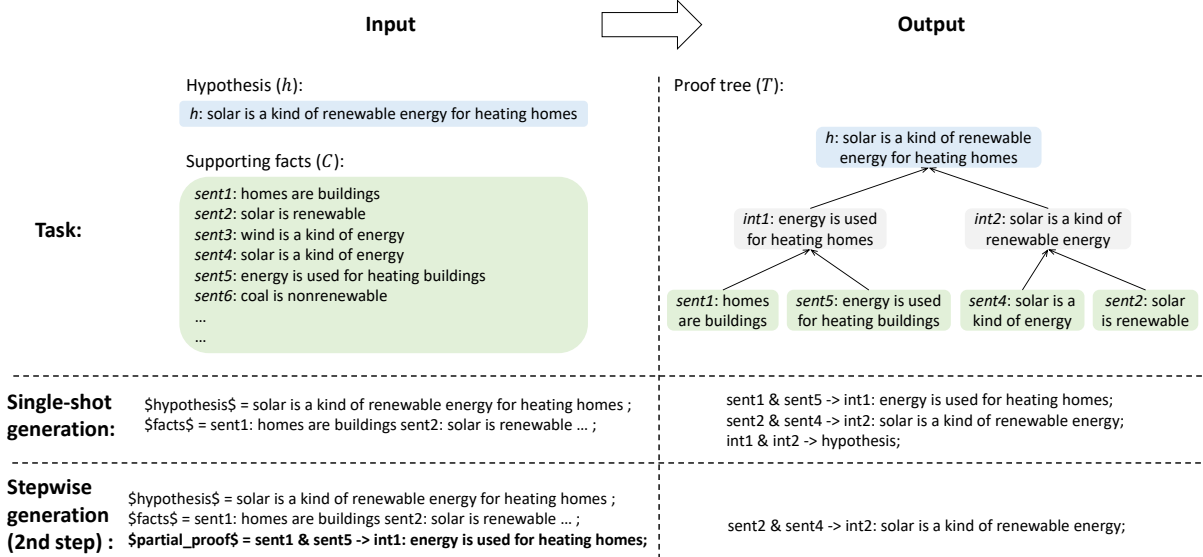 Input
Output
Task:
Hypothesis (h):
h: solar is a kind of renewable energy for heating homes
Supporting facts (C):
sent1: homes are buildings
sent2: solar is renewable
sent3: wind is a kind of energy
sent4: solar is a kind of energy
sent5: energy is used for heating buildings
sent6: coal is nonrenewable
…
…
Proof tree (T):
h: solar is a kind of renewable
energy for heating homes
int1: energy is used
for heating homes
int2: solar is a kind of
renewable energy
sent1: homes
are buildings
sent5: energy is used
for heating buildings
sent4: solar is a
kind of energy
sent2: solar
is renewable
Single-shot
generation:
$hypothesis$ = solar is a kind of renewable energy for heating homes ;
$facts$ = sent1: homes are buildings sent2: solar is renewable … ;
sent1 & sent5 -> int1: energy is used for heating homes;
sent2 & sent4 -> int2: solar is a kind of renewable energy;
int1 & int2 -> hypothesis;
Stepwise
generation
(2nd step) :
$hypothesis$ = solar is a kind of renewable energy for heating homes ;
$facts$ = sent1: homes are buildings sent2: solar is renewable … ;
$partial_proof$ = sent1 & sent5 -> int1: energy is used for heating homes;
sent2 & sent4 -> int2: solar is a kind of renewable energy;